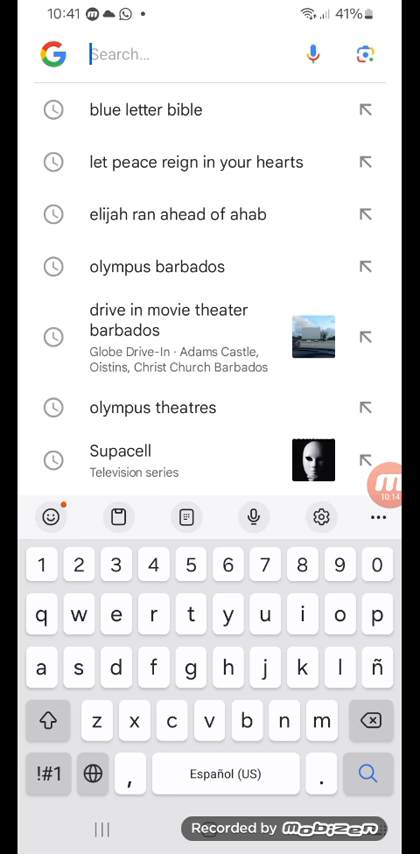 10:41
41%
Search...
blue letter bible
let peace reign in your hearts
elijah ran ahead of ahab
olympus barbados
drive in movie theater
barbados
Globe Drive-In · Adams Castle,
Oistins, Christ Church Barbados
olympus theatres
Supacell
Television series
10:14
1 2 3 4 5 6 7 8 9 0
q w e r t y u i o p
a s d f g h j k l ñ
z x c v b n m
!#1 , Español (US) .
Recorded by mobizen